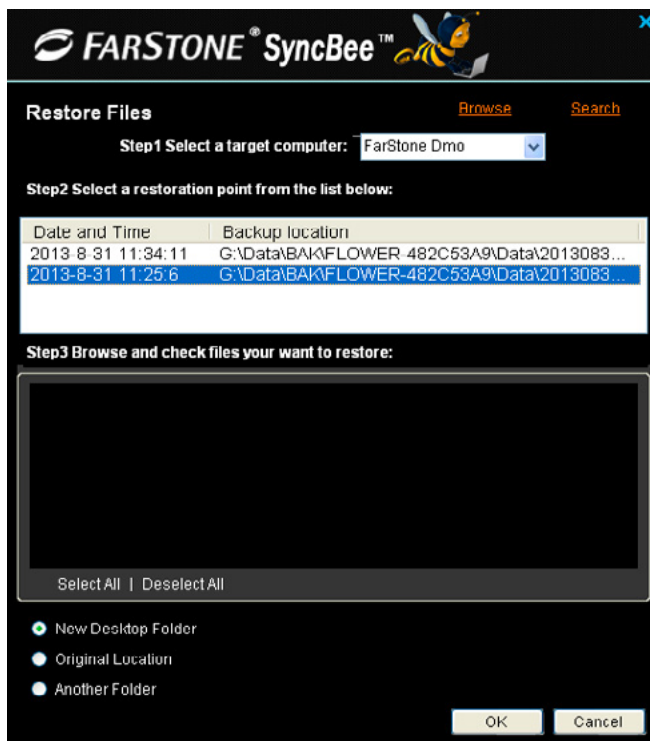 FARSTONE® SyncBee™
Restore Files Browse Search
Step1 Select a target computer: FarStone Dmo
Step2 Select a restoration point from the list below:
Date and Time Backup location
2013-8-31 11:34:11 G:\Data\BAK\FLOWER-482C53A9\Data\2013083...
2013-8-31 11:25:6 G:\Data\BAK\FLOWER-482C53A9\Data\2013083...
Step3 Browse and check files your want to restore:
Select All | Deselect All
New Desktop Folder
Original Location
Another Folder
OK Cancel